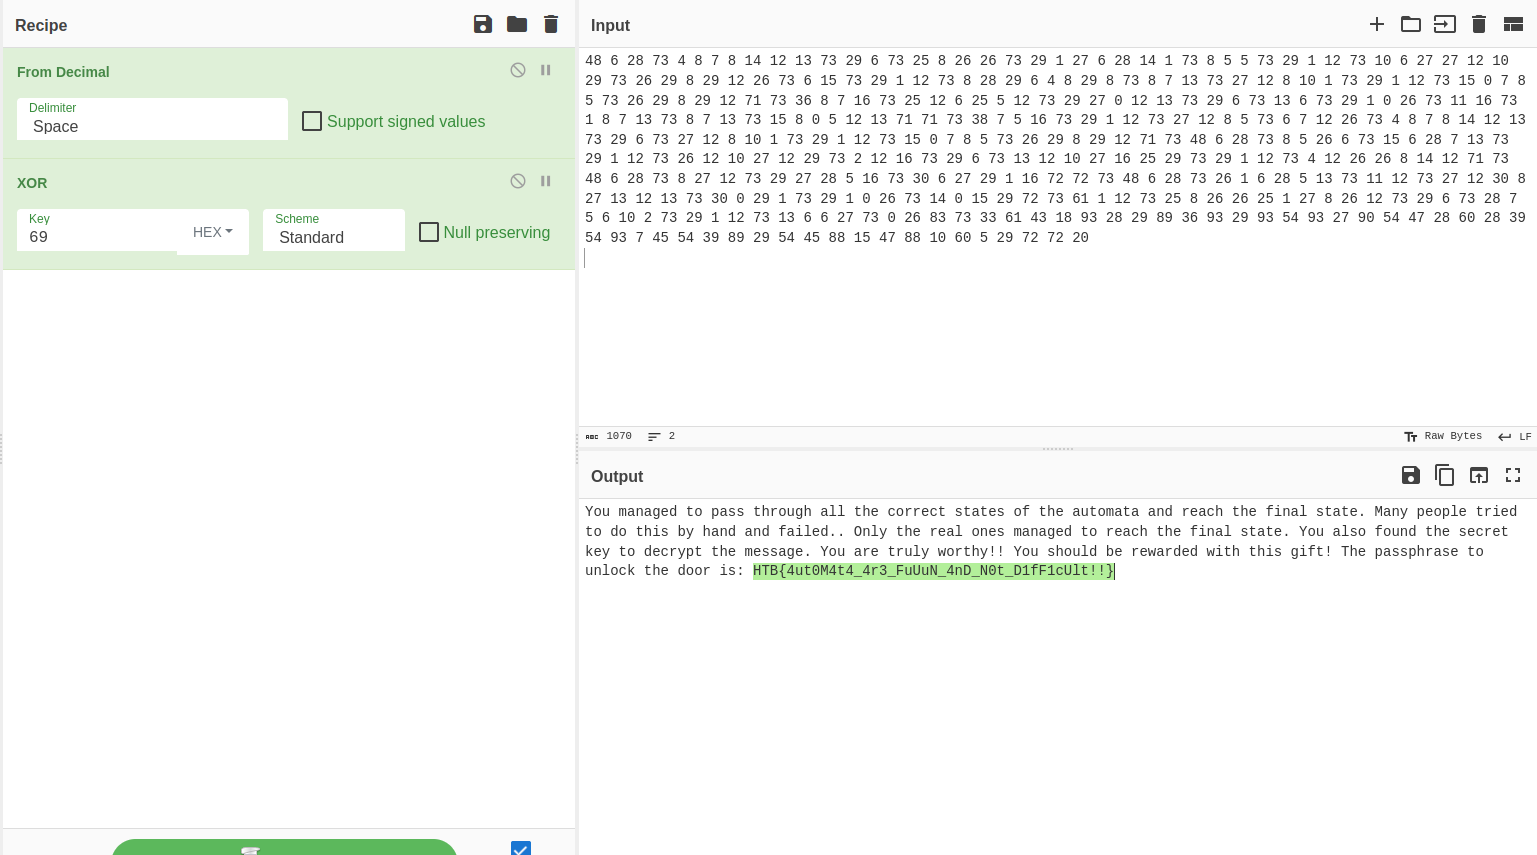 Recipe
From Decimal
Delimiter
Space
Support signed values
XOR
Key
69
HEX
Scheme
Standard
Null preserving
Input
48 6 28 73 4 8 7 8 14 12 13 73 29 6 73 25 8 26 26 73 29 1 27 6 28 14 1 73 8 5 5 73 29 1 12 73 10 6 27 27 12 10
29 73 26 29 8 29 12 26 73 6 15 73 29 1 12 73 8 28 29 6 4 8 29 8 73 8 7 13 73 27 12 8 10 1 73 29 1 12 73 15 0 7 8
5 73 26 29 8 29 12 71 73 36 8 7 16 73 25 12 6 25 5 12 73 29 27 0 12 13 73 29 6 73 13 6 73 29 1 0 26 73 11 16 73
1 8 7 13 73 8 7 13 73 15 8 0 5 12 13 71 71 73 38 7 5 16 73 29 1 12 73 27 12 8 5 73 6 7 12 26 73 4 8 7 8 14 12 13
73 29 6 73 27 12 8 10 1 73 29 1 12 73 15 0 7 8 5 73 26 29 8 29 12 71 73 48 6 28 73 8 5 26 6 73 15 6 28 7 13 73
29 1 12 73 26 12 10 27 12 29 73 2 12 16 73 29 6 73 13 12 10 27 16 25 29 73 29 1 12 73 4 12 26 26 8 14 12 71 73
48 6 28 73 8 27 12 73 29 27 28 5 16 73 30 6 27 29 1 16 72 72 73 48 6 28 73 26 1 6 28 5 13 73 11 12 73 27 12 30 8
27 13 12 13 73 30 0 29 1 73 29 1 0 26 73 14 0 15 29 72 73 61 1 12 73 25 8 26 26 25 1 27 8 26 12 73 29 6 73 28 7
5 6 10 2 73 29 1 12 73 13 6 6 27 73 0 26 83 73 33 61 43 18 93 28 29 89 36 93 29 93 54 93 27 90 54 47 28 60 28 39
54 93 7 45 54 39 89 29 54 45 88 15 47 88 10 60 5 29 72 72 20
1070
2
Raw Bytes
LF
Output
You managed to pass through all the correct states of the automata and reach the final state. Many people tried
to do this by hand and failed.. Only the real ones managed to reach the final state. You also found the secret
key to decrypt the message. You are truly worthy!! You should be rewarded with this gift! The passphrase to
unlock the door is: HTB{4ut0M4t4_4r3_FuUuN_4nD_N0t_D1fF1cUlt!!}